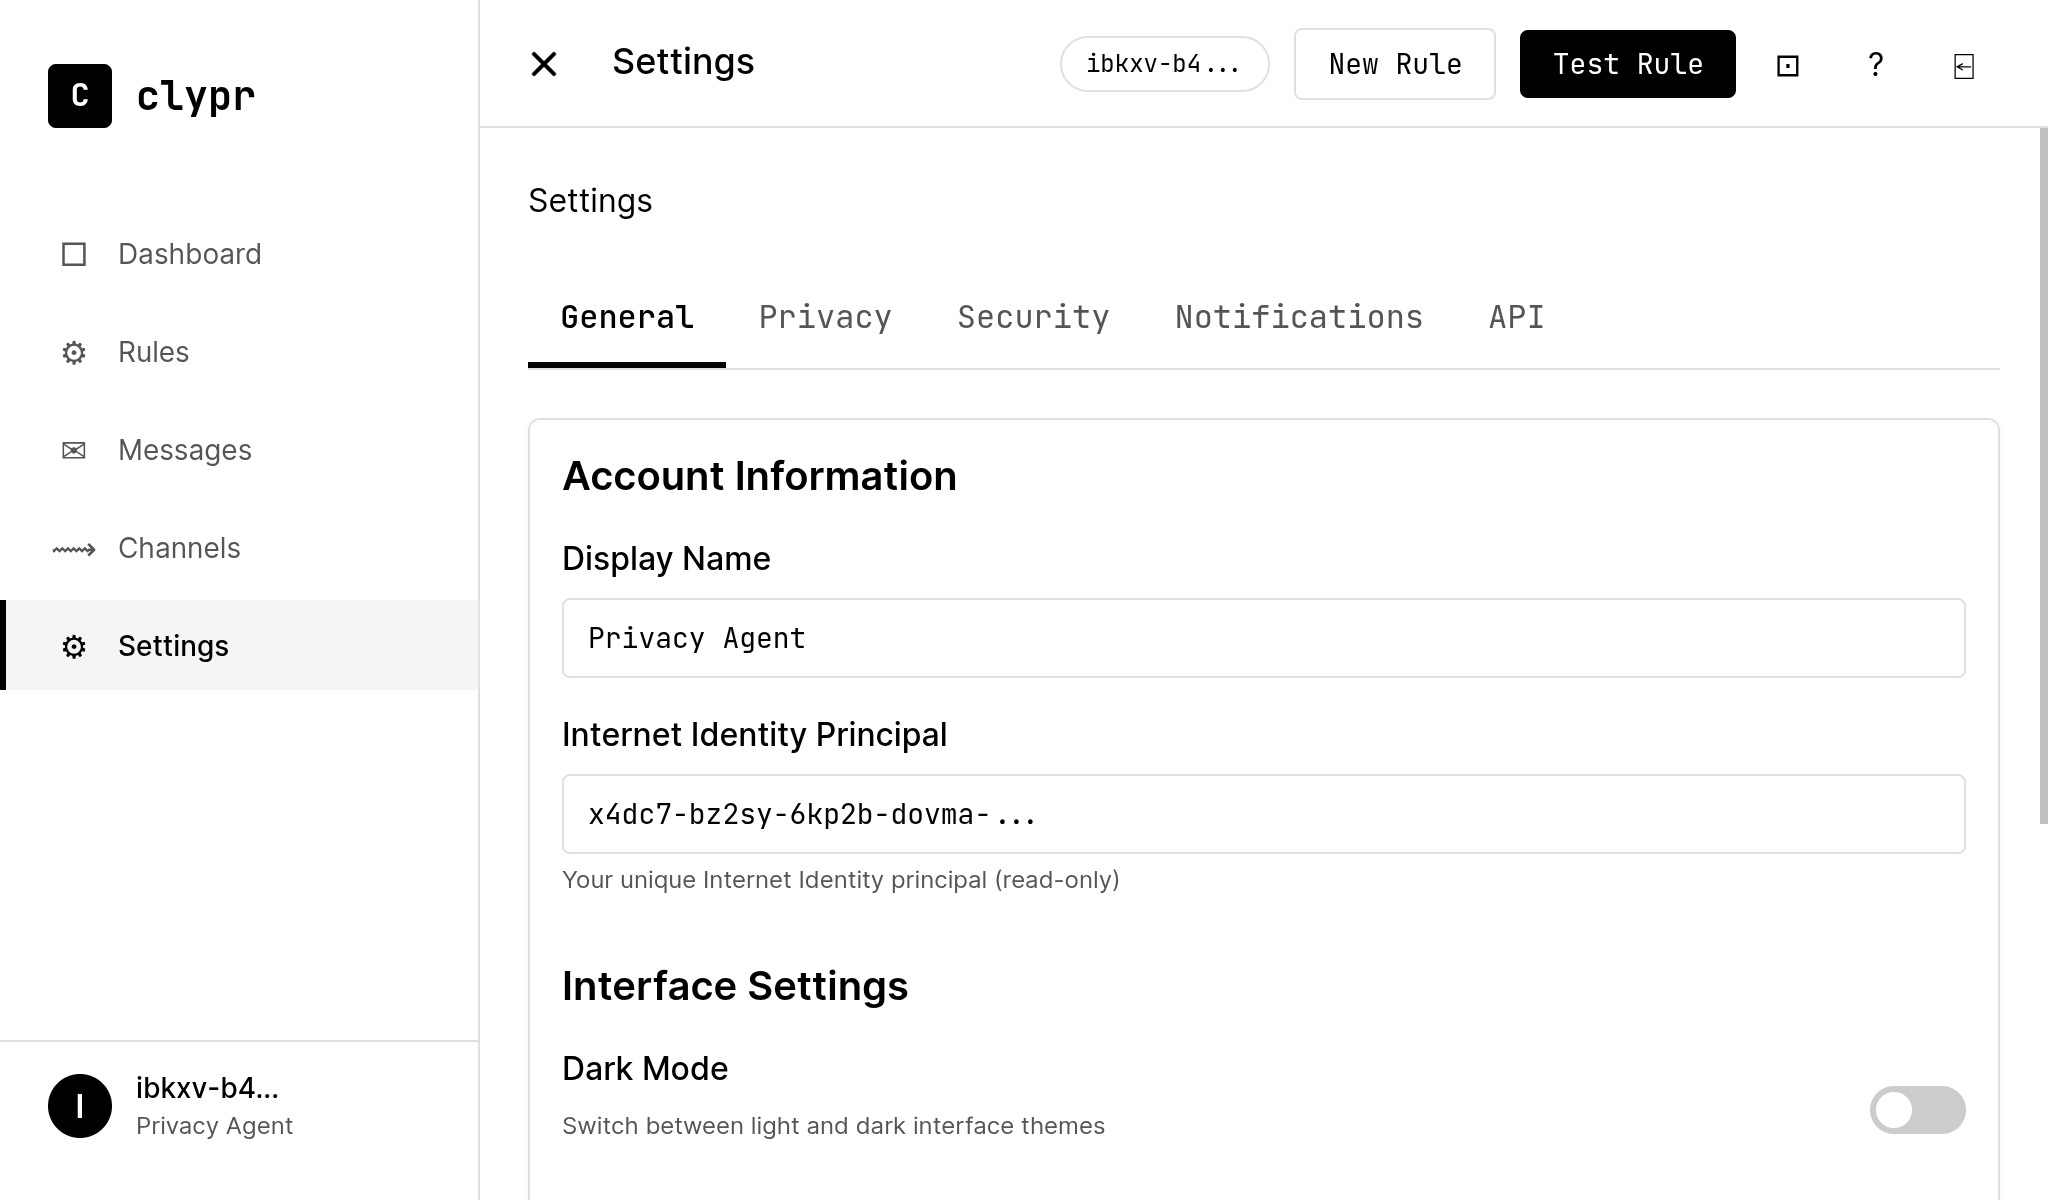 C clypr
Dashboard
Rules
Messages
Channels
Settings
I
ibkxv-b4...
Privacy Agent
Settings
ibkxv-b4...
New Rule
Test Rule
?
Settings
General Privacy Security Notifications API
Account Information
Display Name
Privacy Agent
Internet Identity Principal
x4dc7-bz2sy-6kp2b-dovma-...
Your unique Internet Identity principal (read-only)
Interface Settings
Dark Mode
Switch between light and dark interface themes